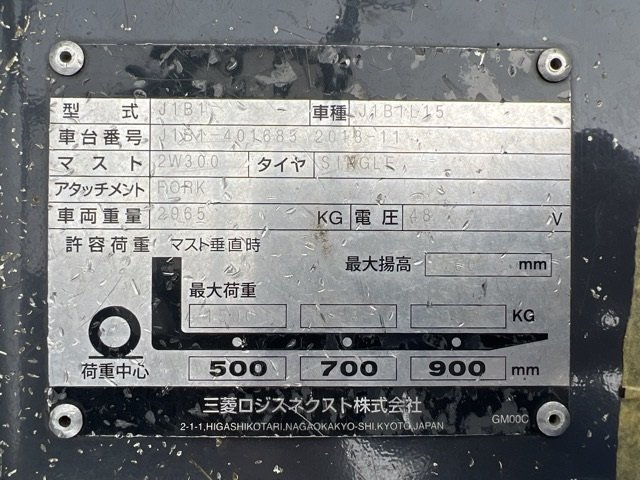 型式 J1B1 車種 J1B1L15
車台番号 J1B1-401683 2018-11
マスト 2W300 タイヤ SINGLE
アタッチメント FORK
車両重量 2965 KG 電圧 48 V
許容荷重 マスト垂直時
最大揚高 mm
最大荷重
KG
荷重中心 500 700 900 mm
三菱ロジスネクスト株式会社
2-1-1,HIGASHIKOTARI,NAGAOKAKYO-SHI,KYOTO,JAPAN
GM00C